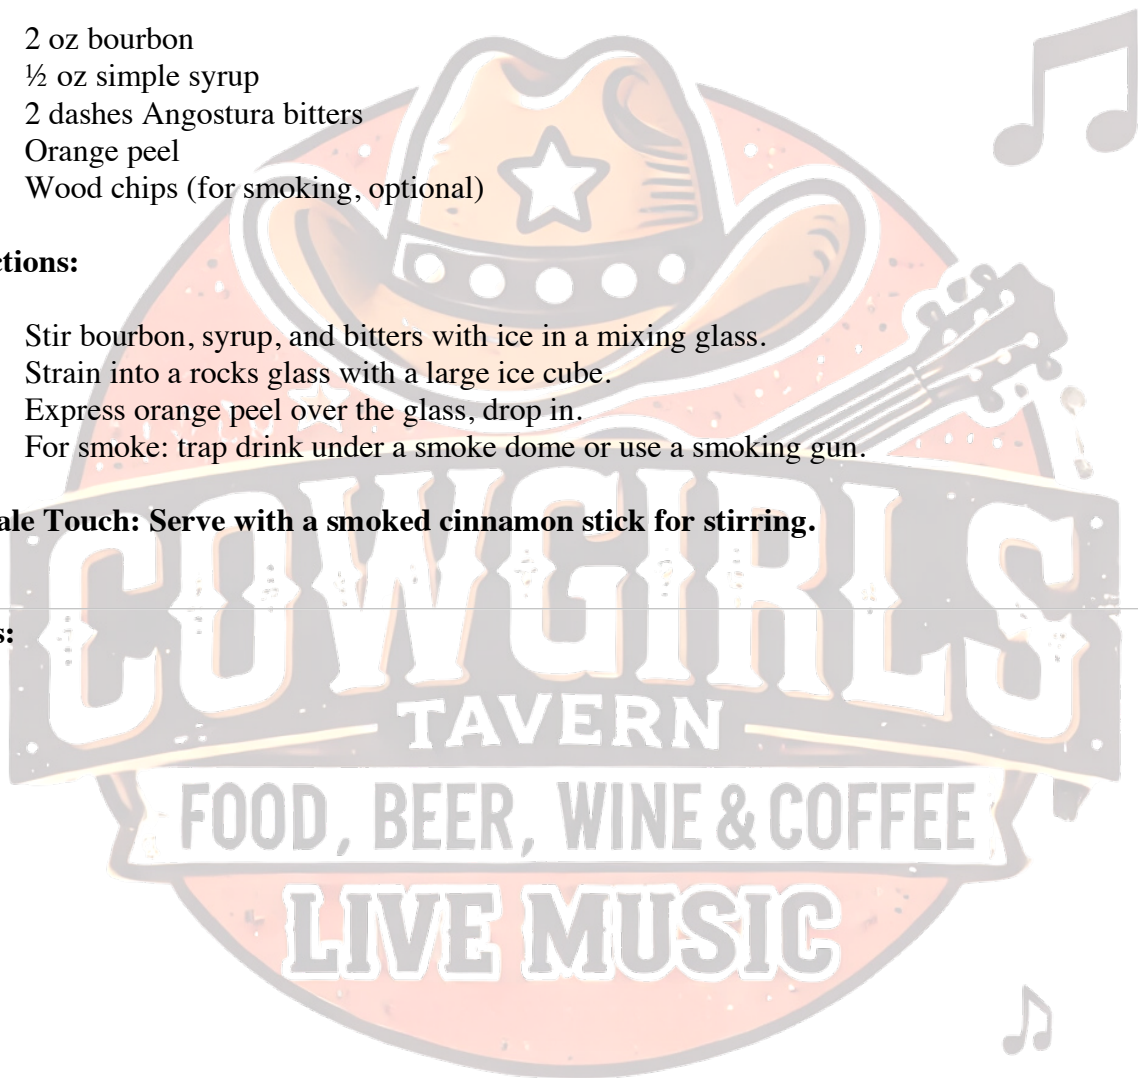 2 oz bourbon
½ oz simple syrup
2 dashes Angostura bitters
Orange peel
Wood chips (for smoking, optional)
ctions:
Stir bourbon, syrup, and bitters with ice in a mixing glass.
Strain into a rocks glass with a large ice cube.
Express orange peel over the glass, drop in.
For smoke: trap drink under a smoke dome or use a smoking gun.
ale Touch: Serve with a smoked cinnamon stick for stirring.
s:
COWGIRLS
TAVERN
FOOD, BEER, WINE & COFFEE
LIVE MUSIC